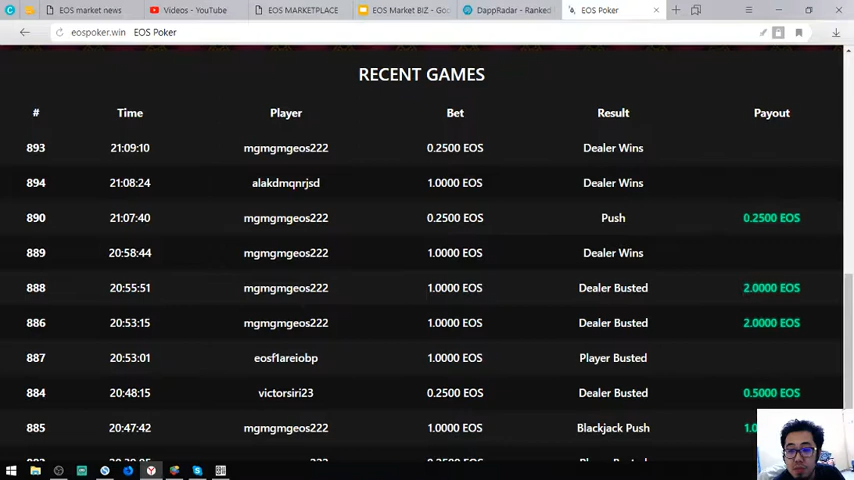 EOS market news
Videos - YouTube
EOS MARKETPLACE
EOS Market BIZ - Goo
DappRadar - Ranked
EOS Poker
eospoker.win EOS Poker
RECENT GAMES
# Time Player Bet Result Payout
893 21:09:10 mgmgmgeos222 0.2500 EOS Dealer Wins
894 21:08:24 alakdmqnrjsd 1.0000 EOS Dealer Wins
890 21:07:40 mgmgmgeos222 0.2500 EOS Push 0.2500 EOS
889 20:58:44 mgmgmgeos222 1.0000 EOS Dealer Wins
888 20:55:51 mgmgmgeos222 1.0000 EOS Dealer Busted 2.0000 EOS
886 20:53:15 mgmgmgeos222 1.0000 EOS Dealer Busted 2.0000 EOS
887 20:53:01 eosf1areiobp 1.0000 EOS Player Busted
884 20:48:15 victorsiri23 0.2500 EOS Dealer Busted 0.5000 EOS
885 20:47:42 mgmgmgeos222 1.0000 EOS Blackjack Push